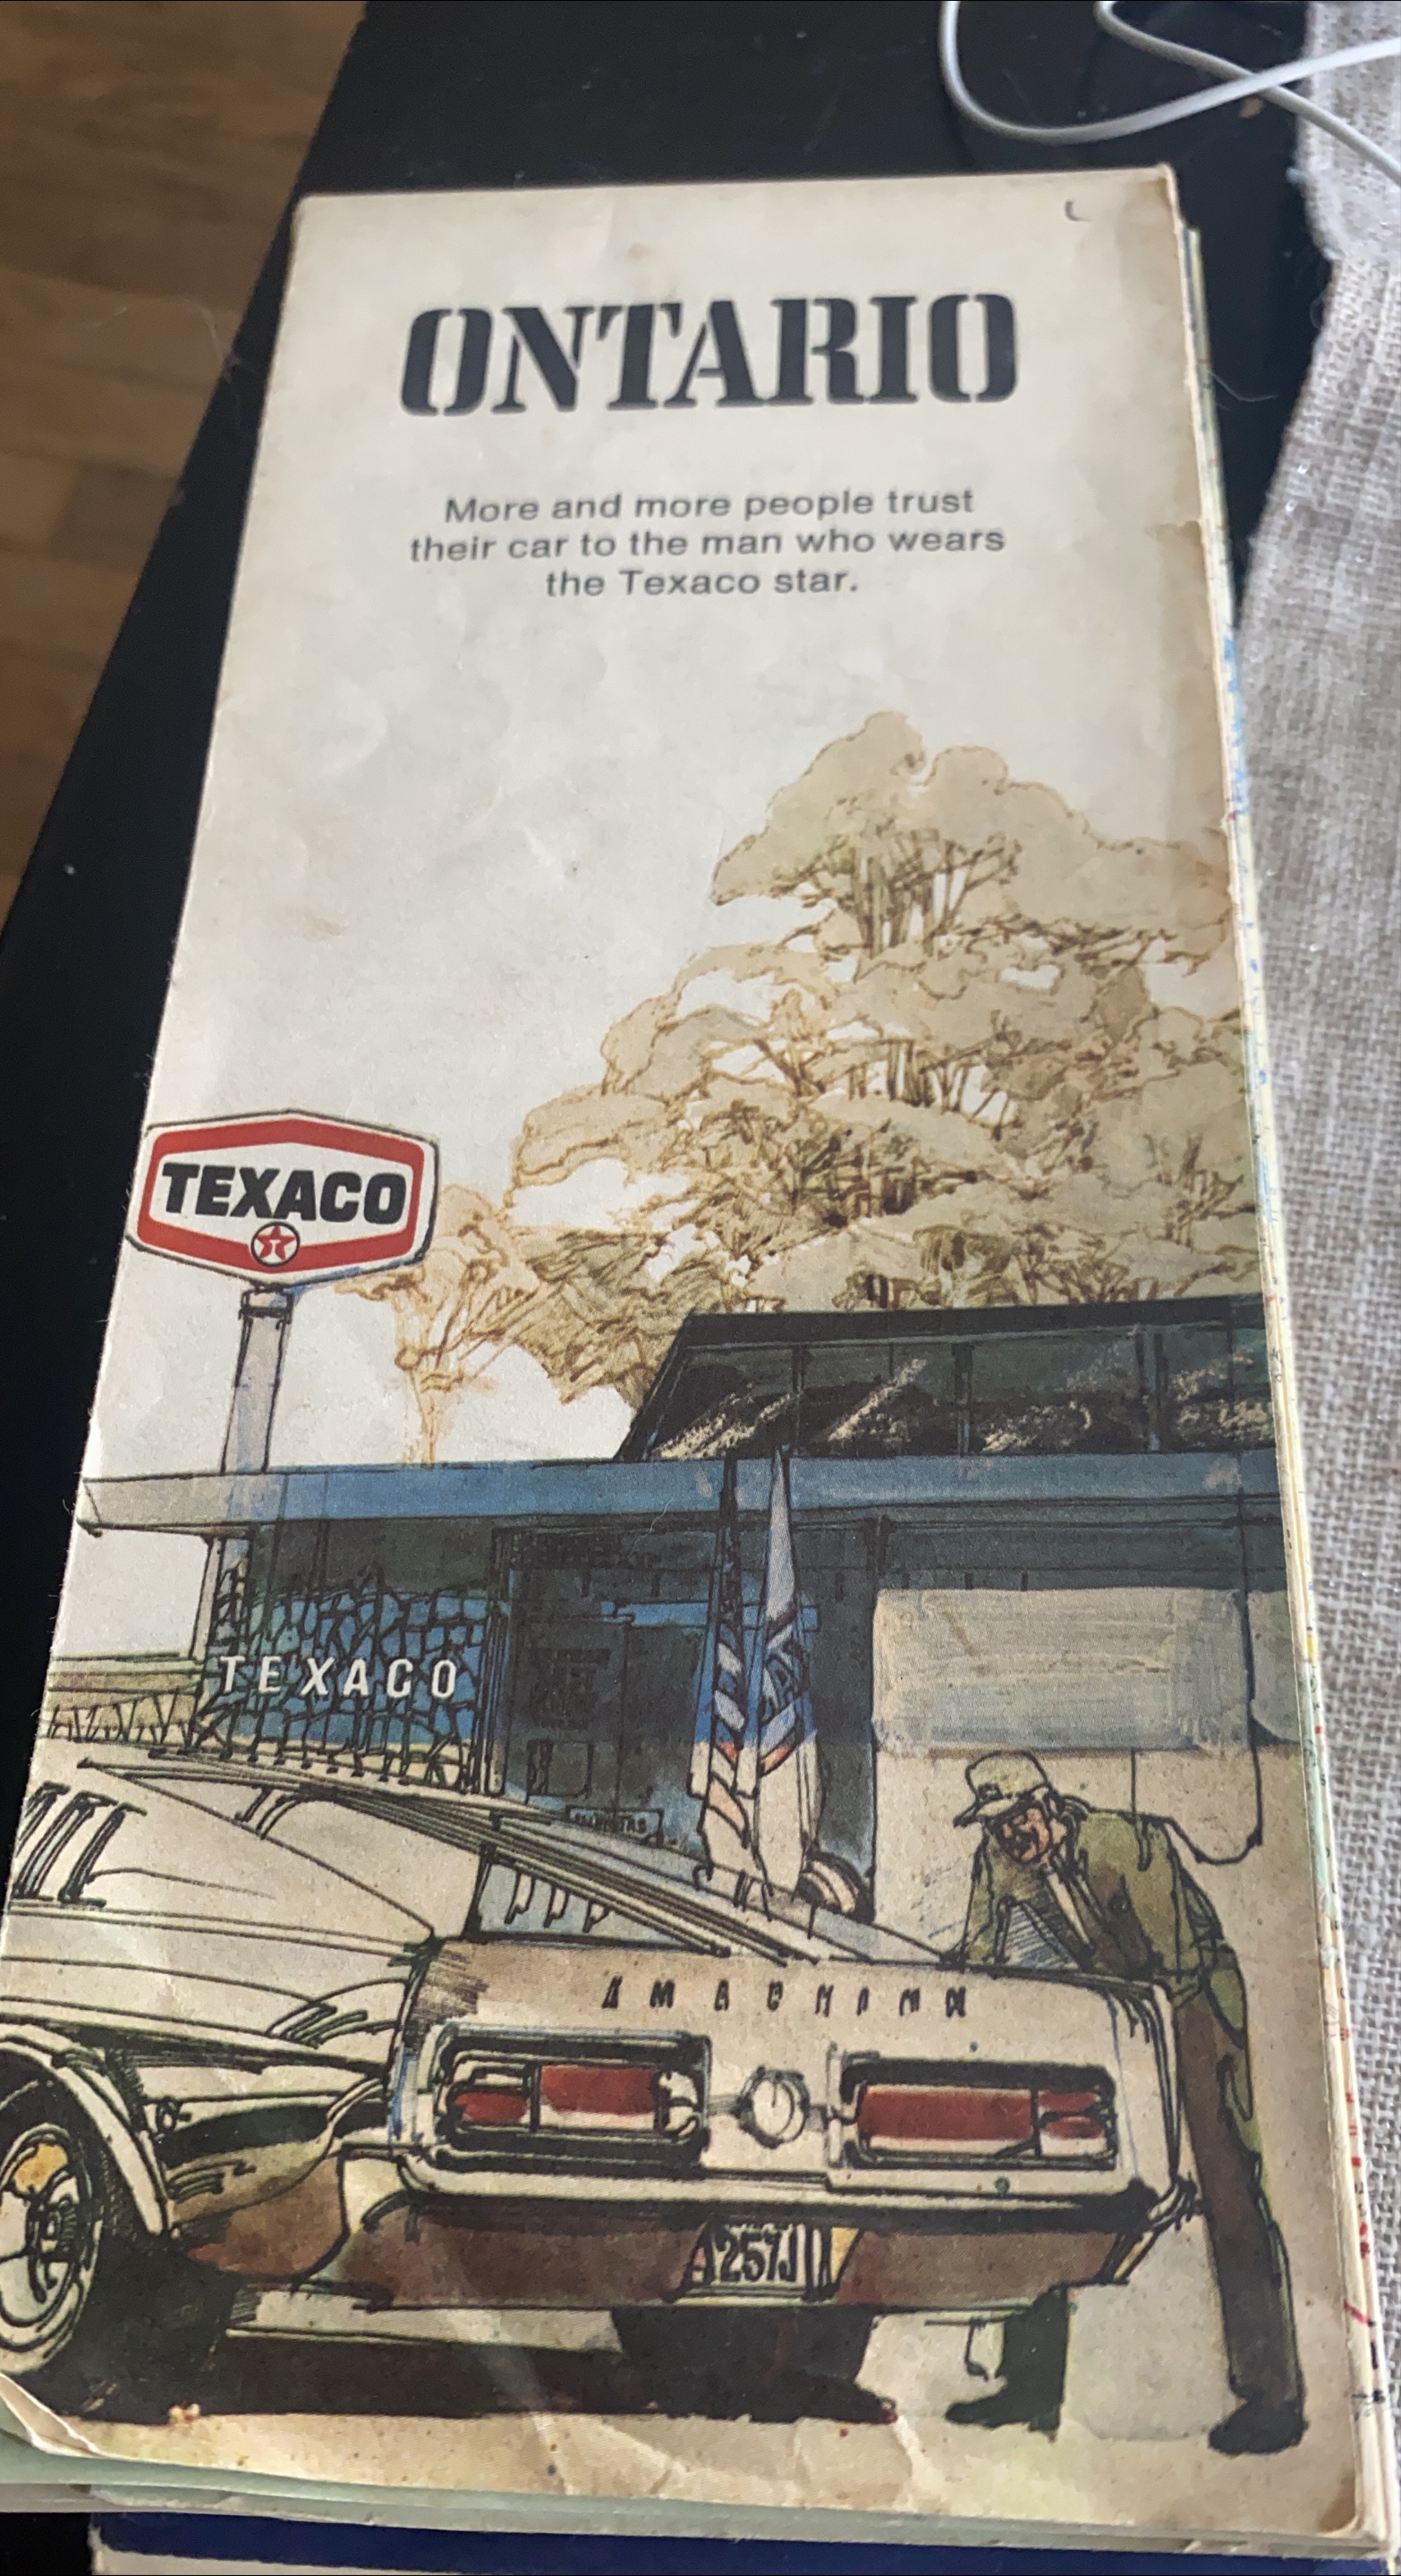 ONTARIO
More and more people trust
their car to the man who wears
the Texaco star.
TEXACO
T
TEXACO